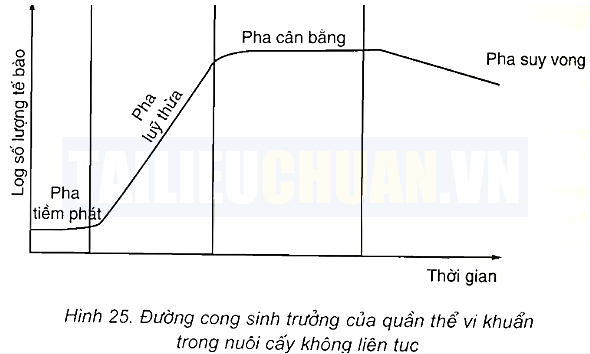 Pha cân bằng
Pha suy vong
Log số lượng tế bào
Pha
luỹ thừa
TAILIEUCHUAN.VN
Pha
tiềm phát
Thời gian
Hình 25. Đường cong sinh trưởng của quần thể vi khuẩn
trong nuôi cấy không liên tục